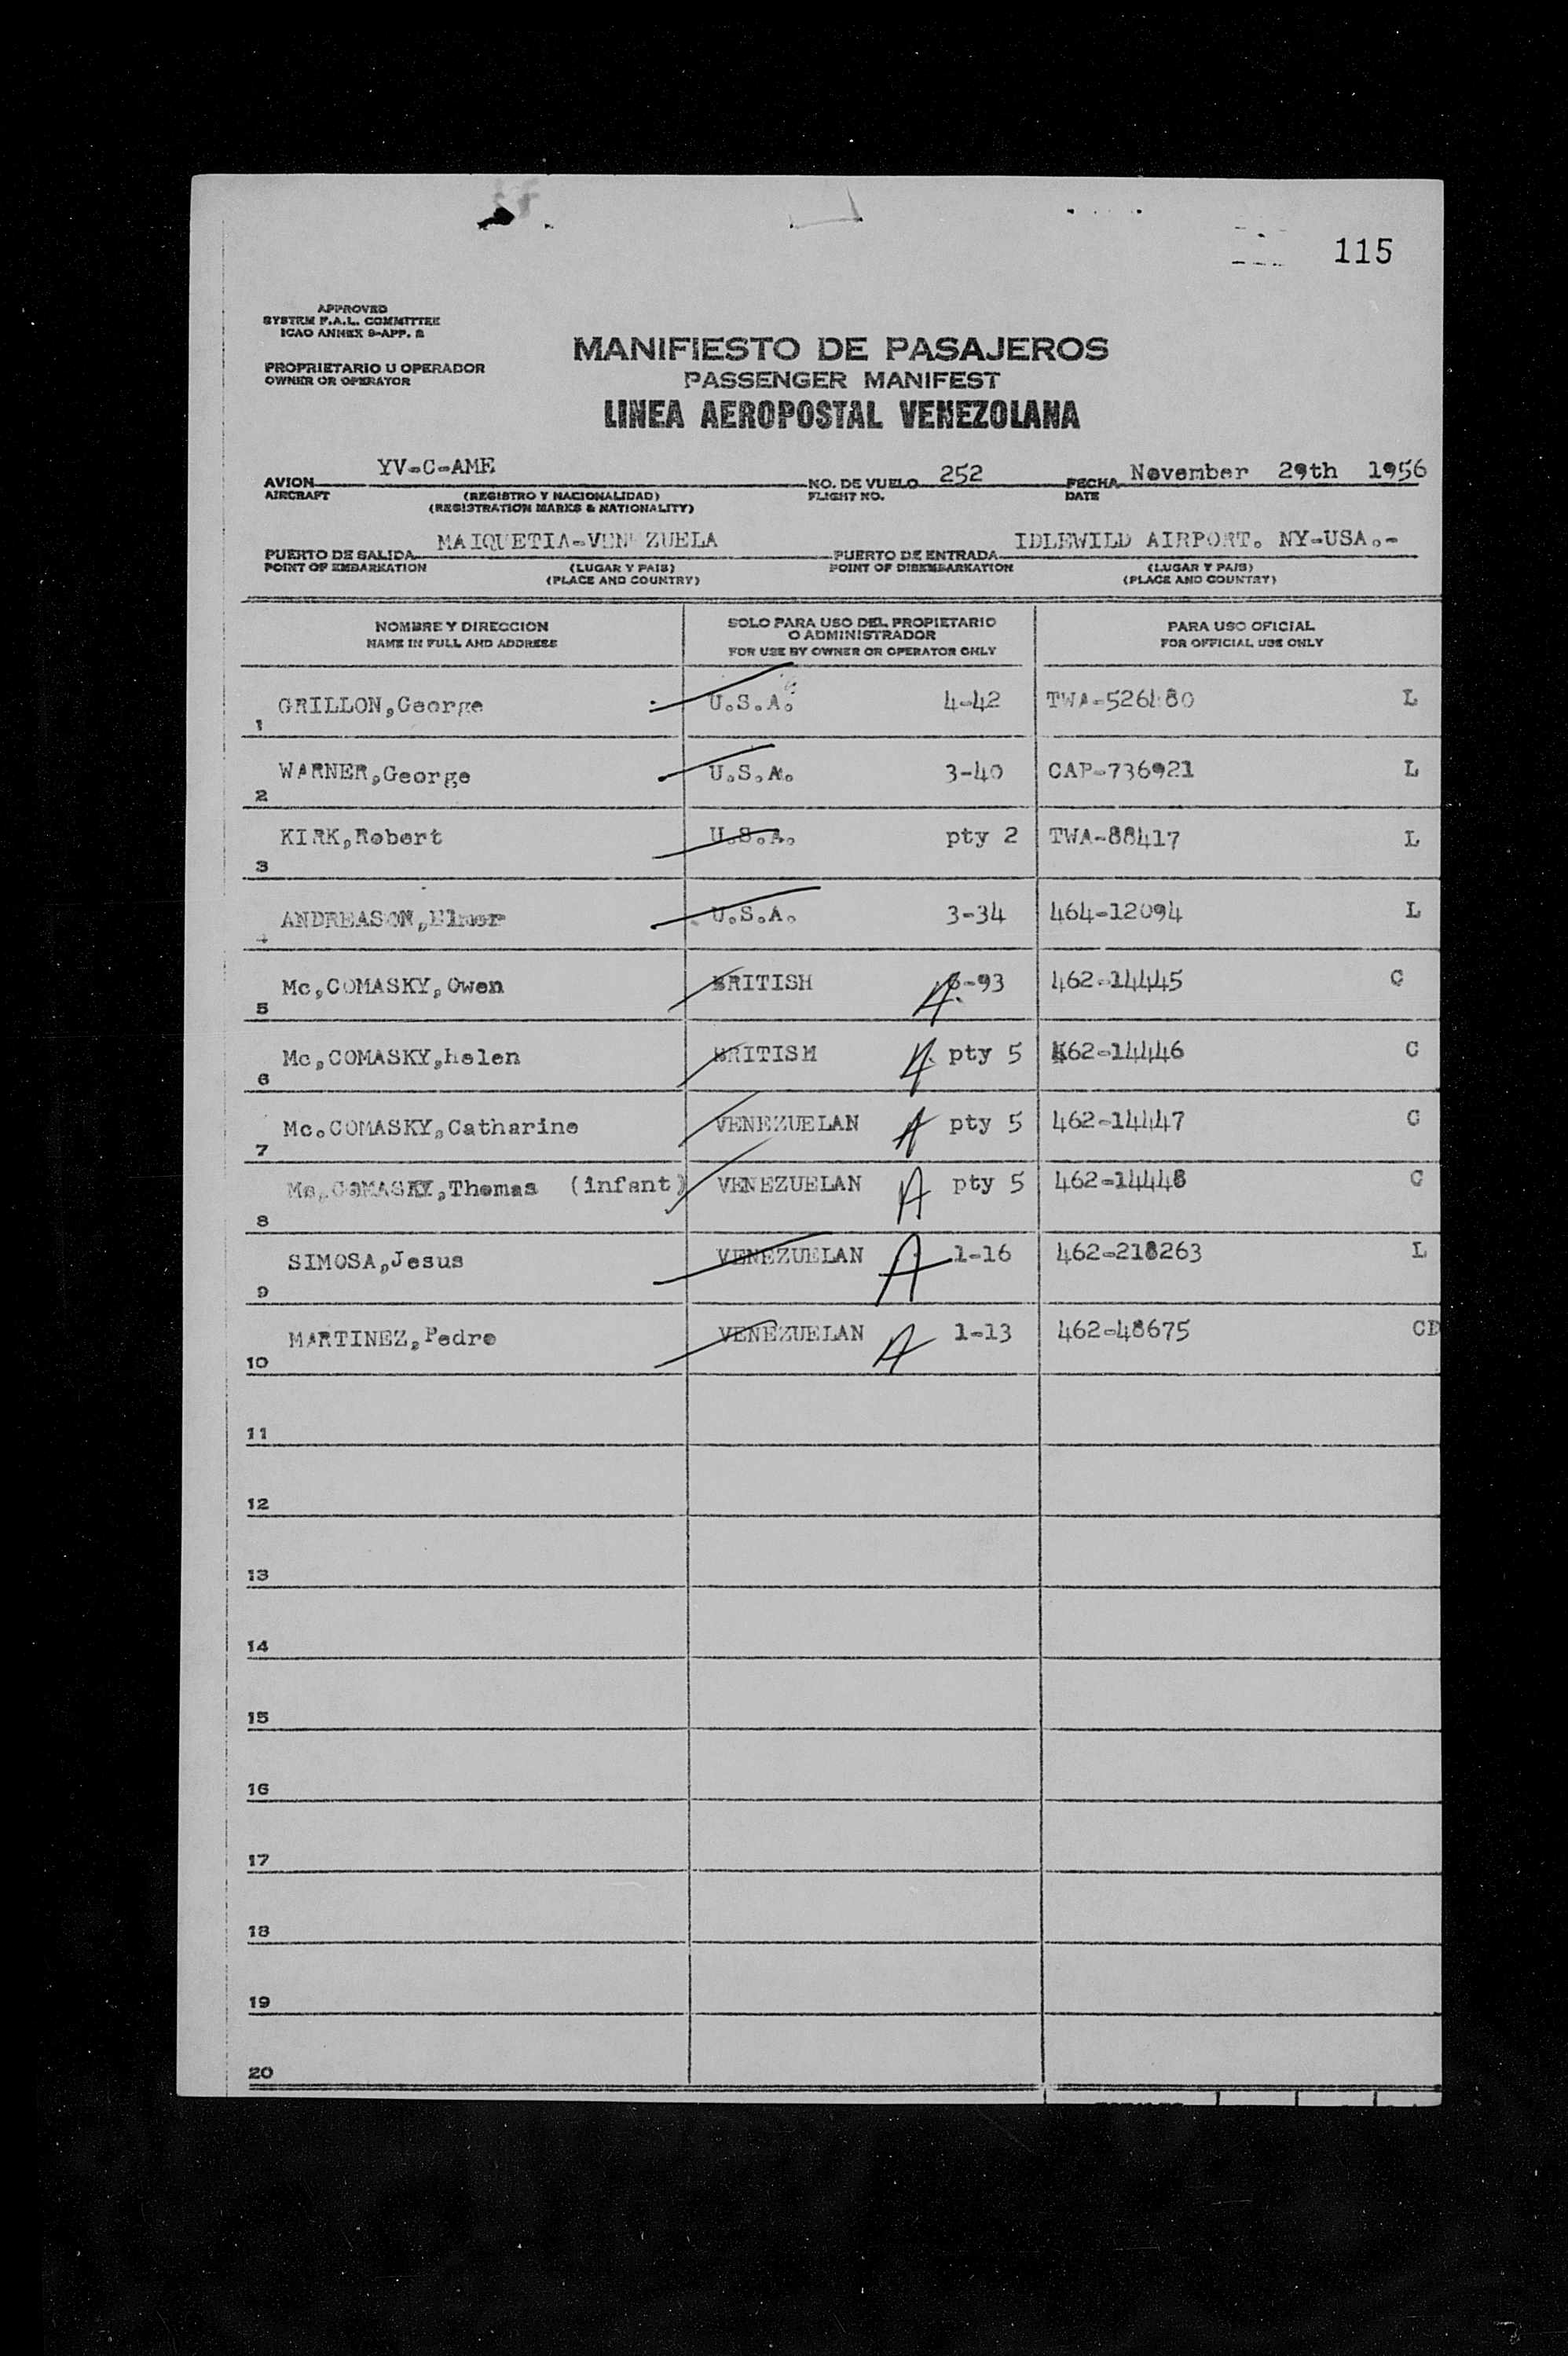 115
APPROVED
SYSTEM F.A.L. COMMITTEE
ICAO ANNEX 9-APP. 2
PROPRIETARIO U OPERADOR
OWNER OR OPERATOR
MANIFIESTO DE PASAJEROS
PASSENGER MANIFEST
LINEA AEROPOSTAL VENEZOLANA
AVION YV-C-AME NO. DE VUELO 252 FECHA November 29th 1956
AIRCRAFT (REGISTRO Y NACIONALIDAD) FLIGHT NO. DATE
(REGISTRATION MARKS & NATIONALITY)
PUERTO DE SALIDA MAIQUETIA-VENEZUELA PUERTO DE ENTRADA IDLEWILD AIRPORT. NY-USA.-
POINT OF EMBARKATION (LUGAR Y PAIS) POINT OF DISEMBARKATION (LUGAR Y PAIS)
(PLACE AND COUNTRY) (PLACE AND COUNTRY)
NOMBRE Y DIRECCION SOLO PARA USO DEL PROPIETARIO O ADMINISTRADOR PARA USO OFICIAL
NAME IN FULL AND ADDRESS FOR USE BY OWNER OR OPERATOR ONLY FOR OFFICIAL USE ONLY
1 GRILLON,George U.S.A. 4-42 TWA-526480 L
2 WARNER,George U.S.A. 3-40 CAP-736921 L
3 KIRK,Robert U.S.A. pty 2 TWA-88417 L
4 ANDREASON,Elmer U.S.A. 3-34 464-12094 L
5 Mc,COMASKY,Owen BRITISH A -93 462-14445 C
6 Mc,COMASKY,helen BRITISH A pty 5 462-14446 C
7 Mc.COMASKY,Catharine VENEZUELAN A pty 5 462-14447 C
8 Mc,COMASKY,Thomas (infant) VENEZUELAN A pty 5 462-14448 C
9 SIMOSA,Jesus VENEZUELAN A 1-16 462-218263 L
10 MARTINEZ,Pedro VENEZUELAN A 1-13 462-48675 CD
11
12
13
14
15
16
17
18
19
20